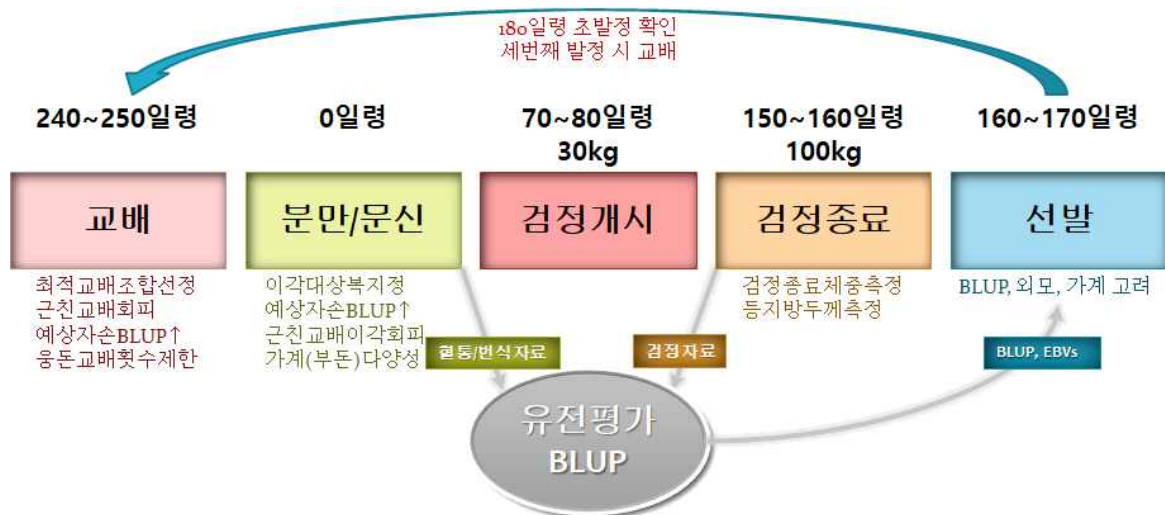 180일령 초발정 확인
세번째 발정 시 교배
240~250일령
0일령
70~80일령
30kg
150~160일령
100kg
160~170일령
교배
분만/문신
검정개시
검정종료
선발
최적교배조합선정
근친교배회피
예상자손BLUP↑
웅돈교배횟수제한
이각대상복지정
예상자손BLUP↑
근친교배이각회피
가계(부돈)다양성
검정종료체중측정
등지방두께측정
BLUP, 외모, 가계 고려
혈통/번식자료
검정자료
BLUP, EBVs
유전평가
BLUP